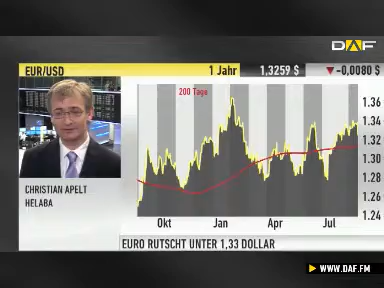 DAF
EUR/USD 1 Jahr 1,3259 $ ▼-0,0080 %
200 Tage
1.36
1.34
1.32
1.30
1.28
1.26
1.24
Okt Jan Apr Jul
CHRISTIAN APELT
HELABA
EURO RUTSCHT UNTER 1,33 DOLLAR
WWW.DAF.FM